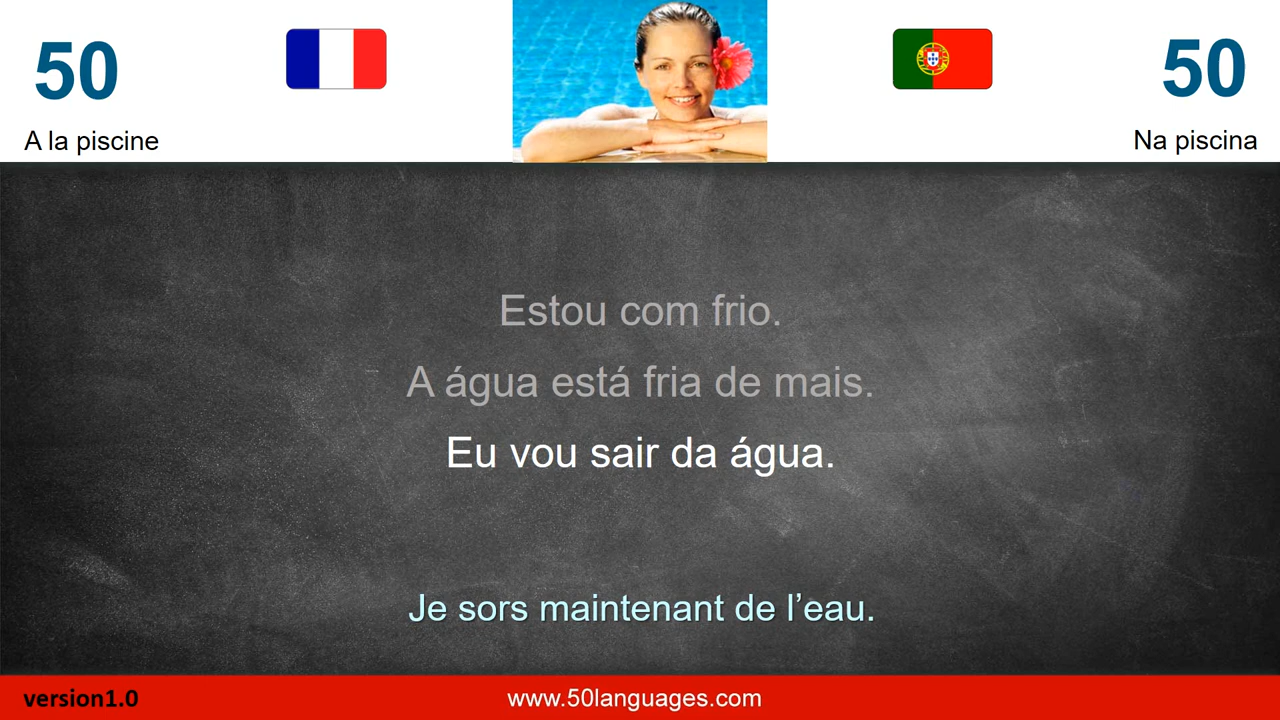 50
50
A la piscine
Na piscina
Estou com frio.
A água está fria de mais.
Eu vou sair da água.
Je sors maintenant de l’eau.
version1.0
www.50languages.com